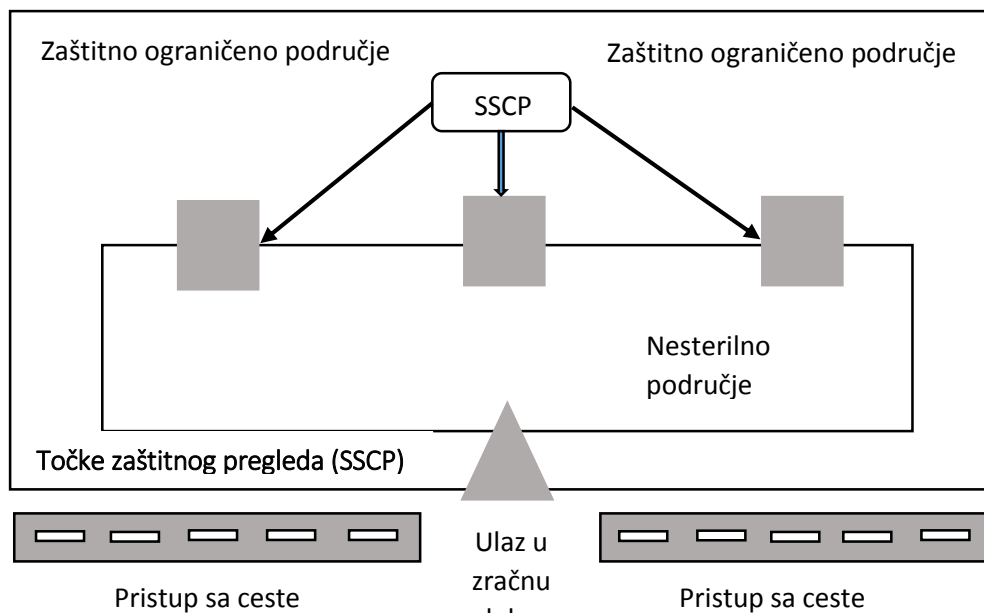 Zaštitno ograničeno područje
Zaštitno ograničeno područje
SSCP
Nesterilno
područje
Točke zaštitnog pregleda (SSCP)
Ulaz u
zračnu
Pristup sa ceste
Pristup sa ceste